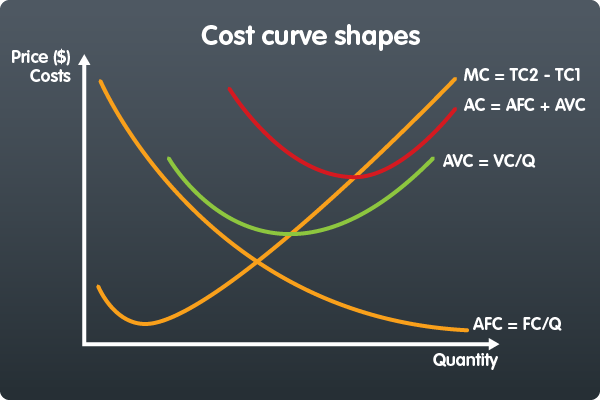 Cost curve shapes
Price ($)
Costs
MC = TC2 - TC1
AC = AFC + AVC
AVC = VC/Q
AFC = FC/Q
Quantity